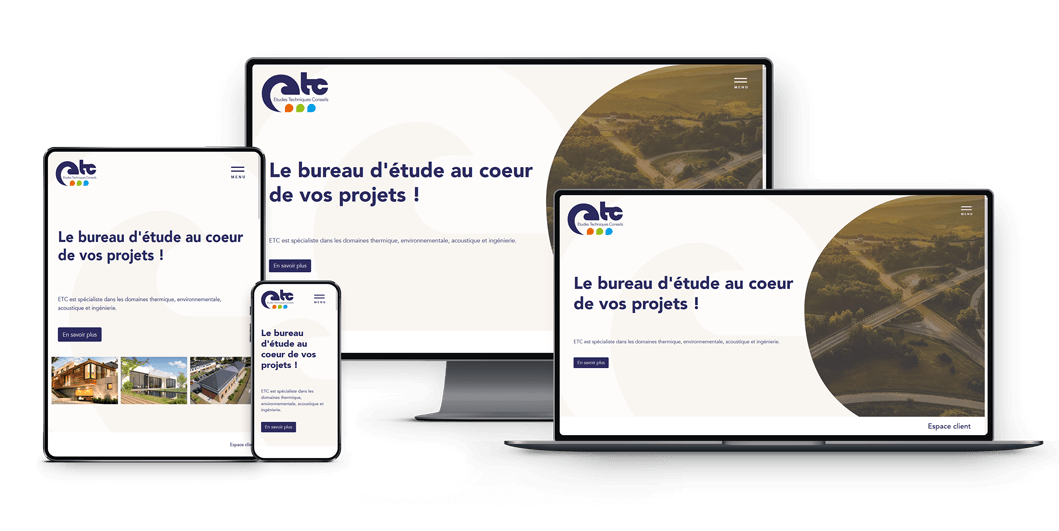 etc
Etudes Techniques Conseils
MENU
Le bureau d'étude au coeur
de vos projets !
ETC est spécialiste dans les domaines thermique, environnementale, acoustique et ingénierie.
En savoir plus
etc
Etudes Techniques Conseils
MENU
Le bureau d'étude au coeur
de vos projets !
ETC est spécialiste dans les domaines thermique, environnementale,
acoustique et ingénierie.
En savoir plus
Espace clie
etc
MENU
Le bureau
d'étude au
coeur de vos
projets !
ETC est spécialiste dans les
domaines thermique,
environnementale, acoustique et
ingénierie.
En savoir plus
etc
Etudes Techniques Conseils
MENU
Le bureau d'étude au coeur
de vos projets !
ETC est spécialiste dans les domaines thermique, environnementale, acoustique et ingénierie.
En savoir plus
Espace client